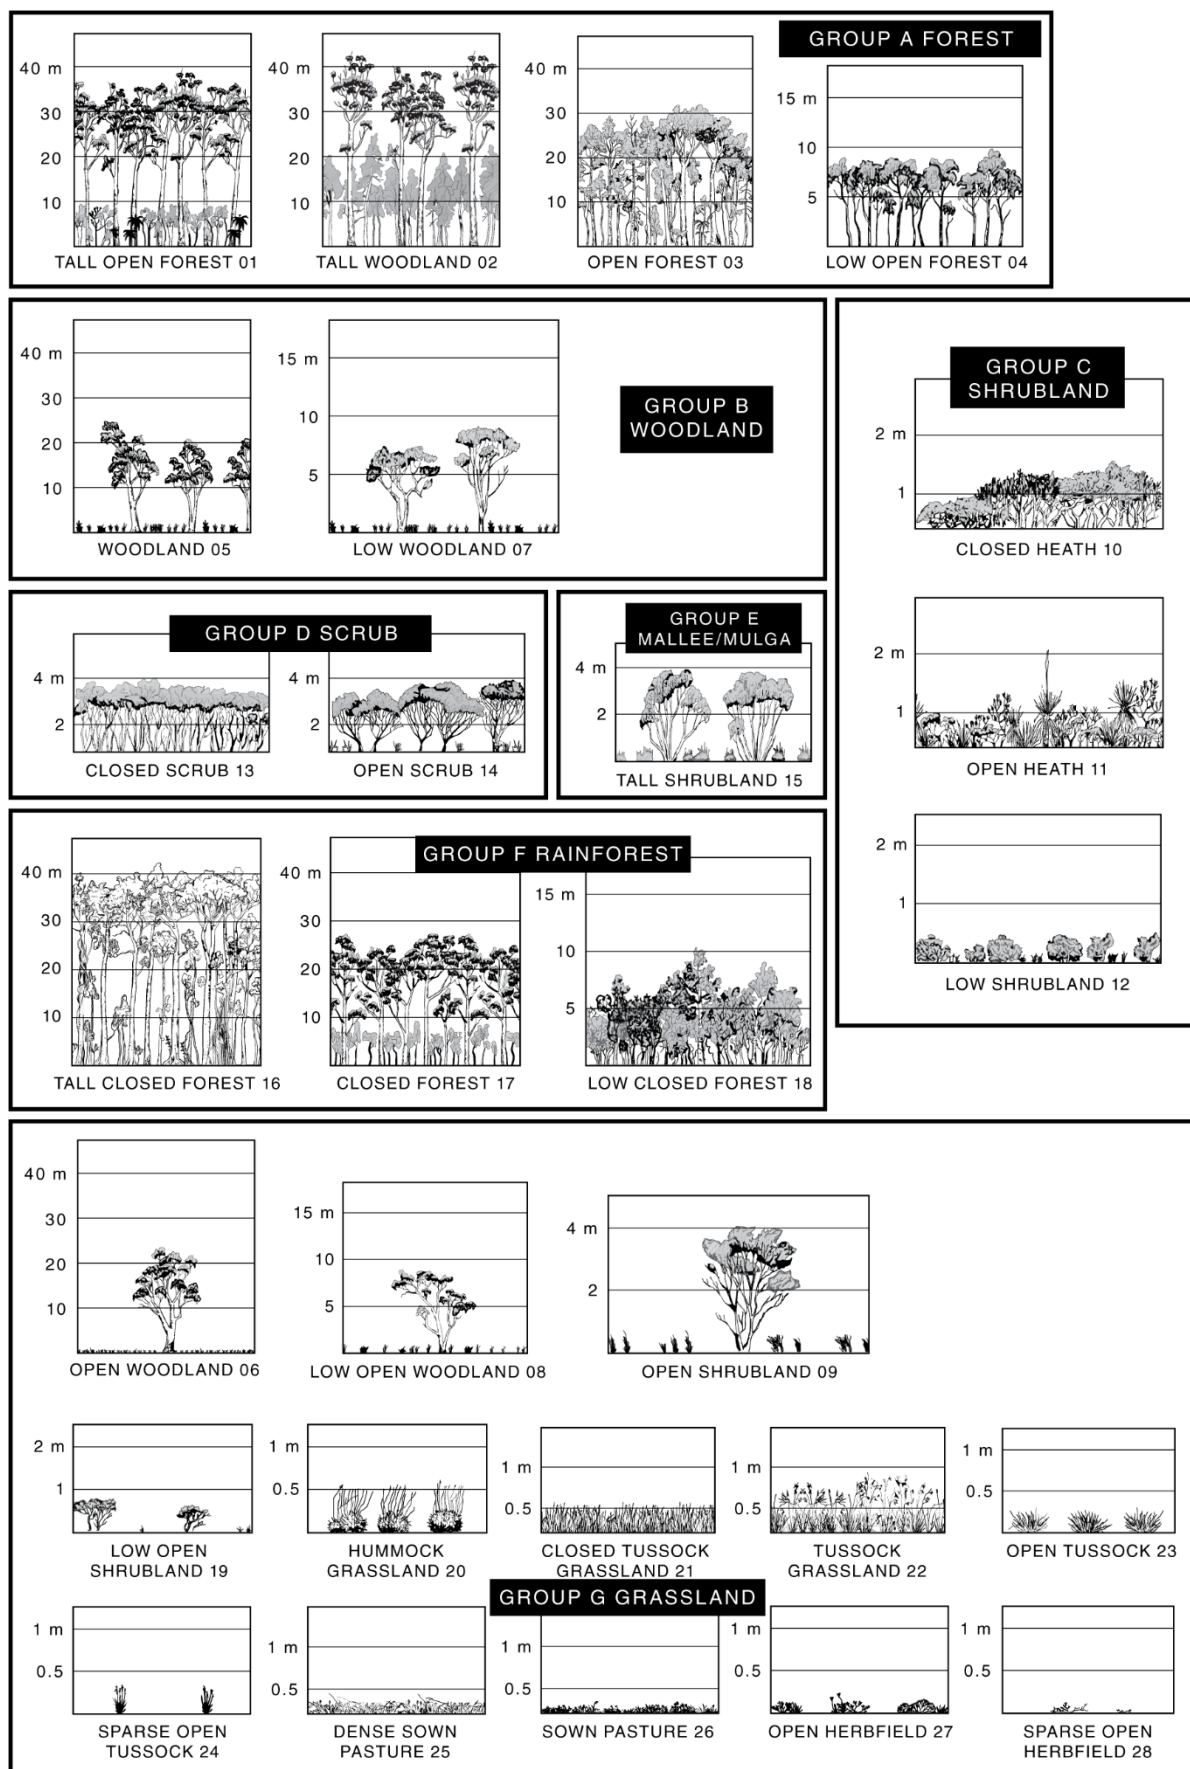 GROUP A FOREST
40 m
30
20
10
TALL OPEN FOREST 01
40 m
30
20
10
TALL WOODLAND 02
40 m
30
20
10
OPEN FOREST 03
15 m
10
5
LOW OPEN FOREST 04
40 m
30
20
10
WOODLAND 05
15 m
10
5
LOW WOODLAND 07
GROUP B
WOODLAND
GROUP C
SHRUBLAND
2 m
1
CLOSED HEATH 10
2 m
1
OPEN HEATH 11
2 m
1
LOW SHRUBLAND 12
GROUP D SCRUB
4 m
2
CLOSED SCRUB 13
4 m
2
OPEN SCRUB 14
GROUP E
MALLEE/MULGA
4 m
2
TALL SHRUBLAND 15
GROUP F RAINFOREST
40 m
30
20
10
TALL CLOSED FOREST 16
40 m
30
20
10
CLOSED FOREST 17
15 m
10
5
LOW CLOSED FOREST 18
40 m
30
20
10
OPEN WOODLAND 06
15 m
10
5
LOW OPEN WOODLAND 08
4 m
2
OPEN SHRUBLAND 09
2 m
1
LOW OPEN
SHRUBLAND 19
1 m
0.5
HUMMOCK
GRASSLAND 20
1 m
0.5
CLOSED TUSSOCK
GRASSLAND 21
1 m
0.5
TUSSOCK
GRASSLAND 22
1 m
0.5
OPEN TUSSOCK 23
GROUP G GRASSLAND
1 m
0.5
SPARSE OPEN
TUSSOCK 24
1 m
0.5
DENSE SOWN
PASTURE 25
1 m
0.5
SOWN PASTURE 26
1 m
0.5
OPEN HERBFIELD 27
1 m
0.5
SPARSE OPEN
HERBFIELD 28